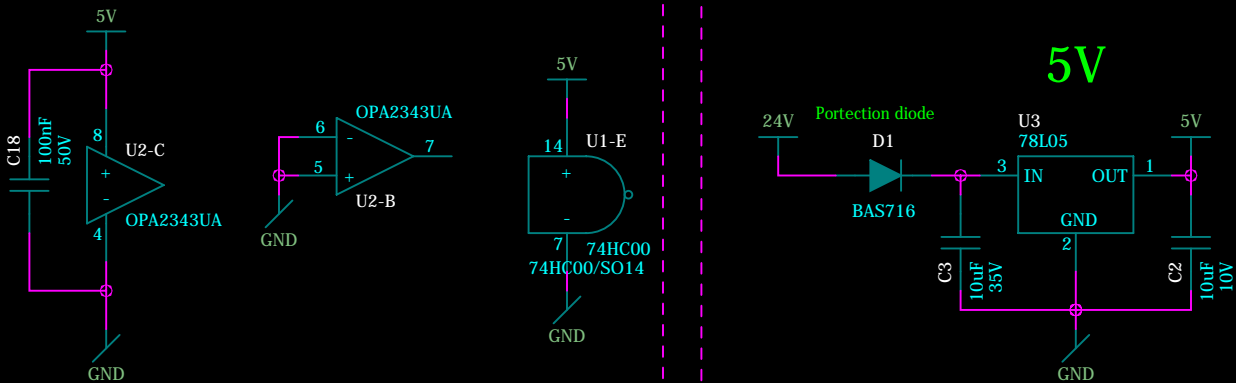 5V
C18
100nF
50V
8
U2-C
+
-
4
OPA2343UA
GND
OPA2343UA
6
-
7
5
+
U2-B
GND
5V
U1-E
14
+
-
7
74HC00
74HC00/SO14
GND
5V
Portection diode
24V
D1
BAS716
U3
78L05
3
IN
OUT
1
GND
2
5V
C3
10uF
35V
C2
10uF
10V
GND